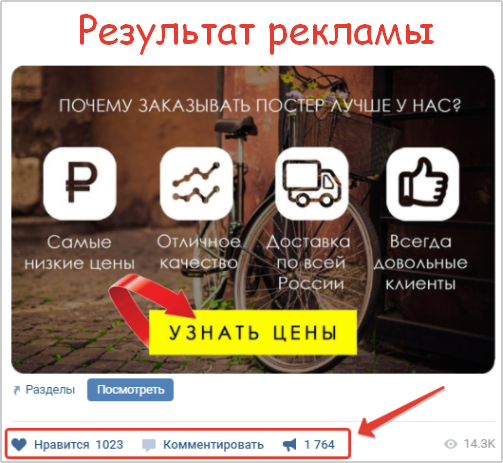 Результат рекламы
ПОЧЕМУ ЗАКАЗЫВАТЬ ПОСТЕР ЛУЧШЕ У НАС?
Самые
низкие цены
Отличное
качество
Доставка
по всей
России
Всегда
довольные
клиенты
УЗНАТЬ ЦЕНЫ
Разделы
Посмотреть
Нравится 1023 Комментировать 1 764 14.3K